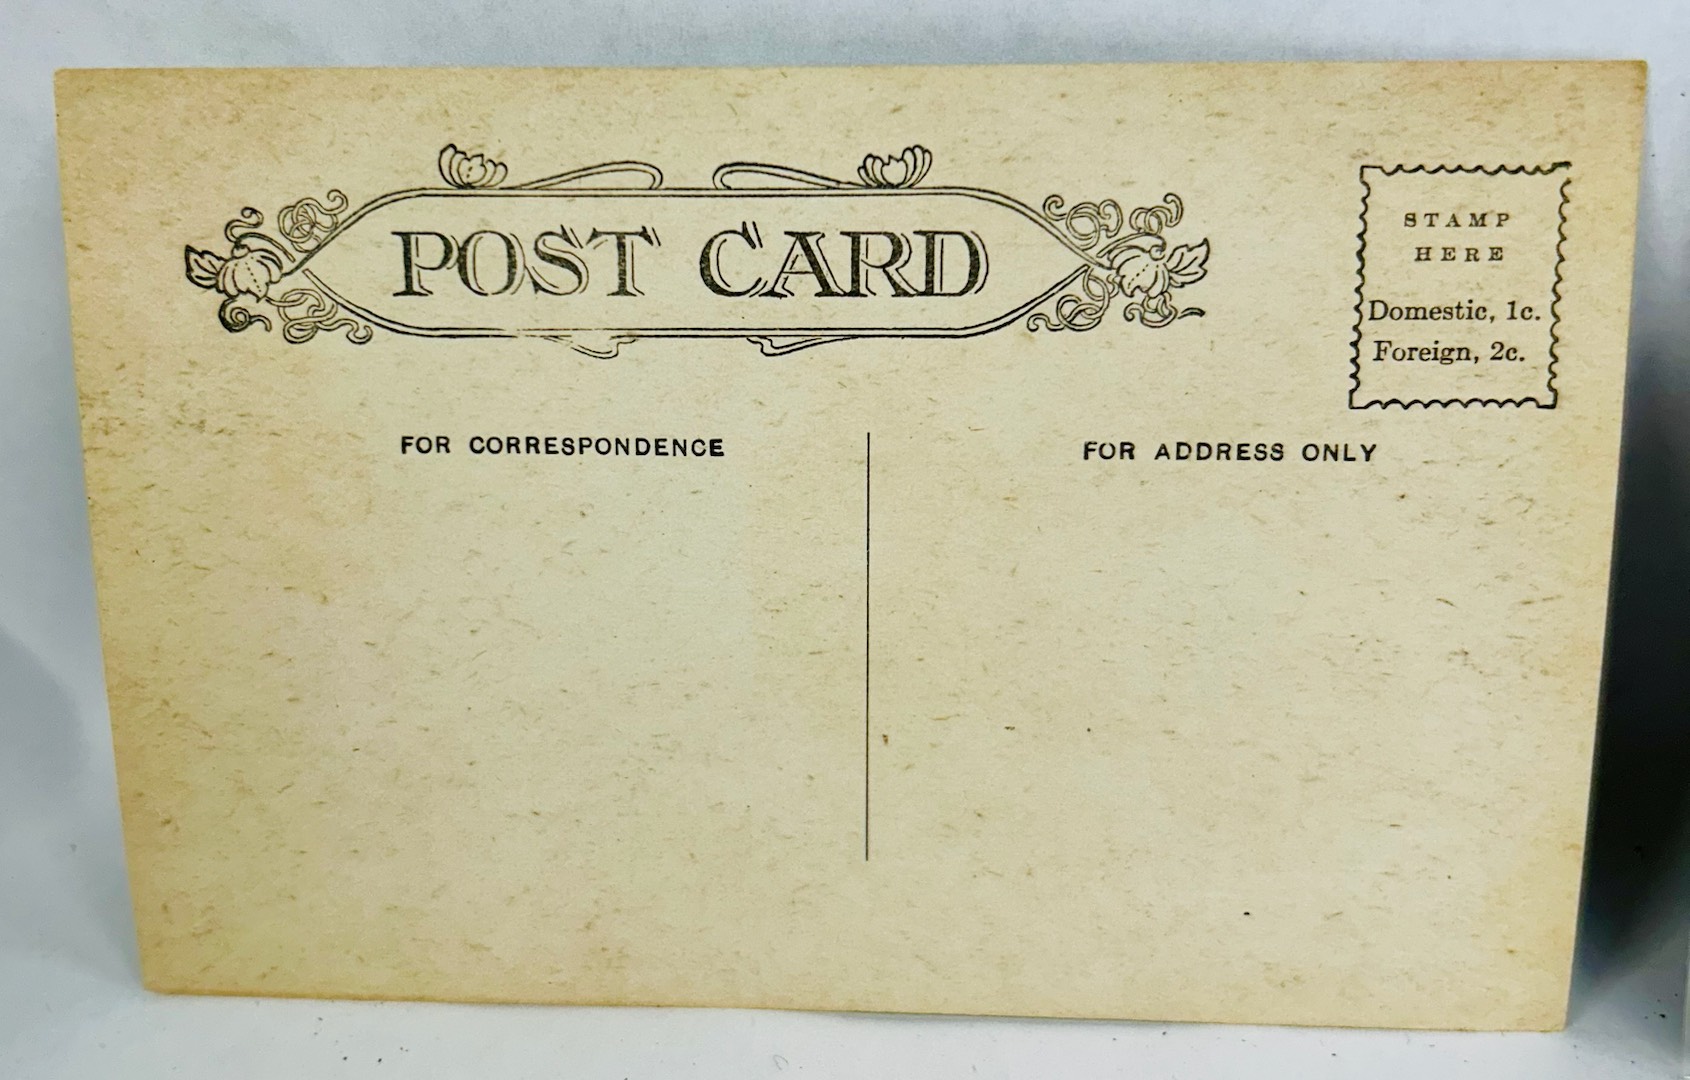 POST CARD
STAMP
HERE
Domestic, 1c.
Foreign, 2c.
FOR CORRESPONDENCE
FOR ADDRESS ONLY